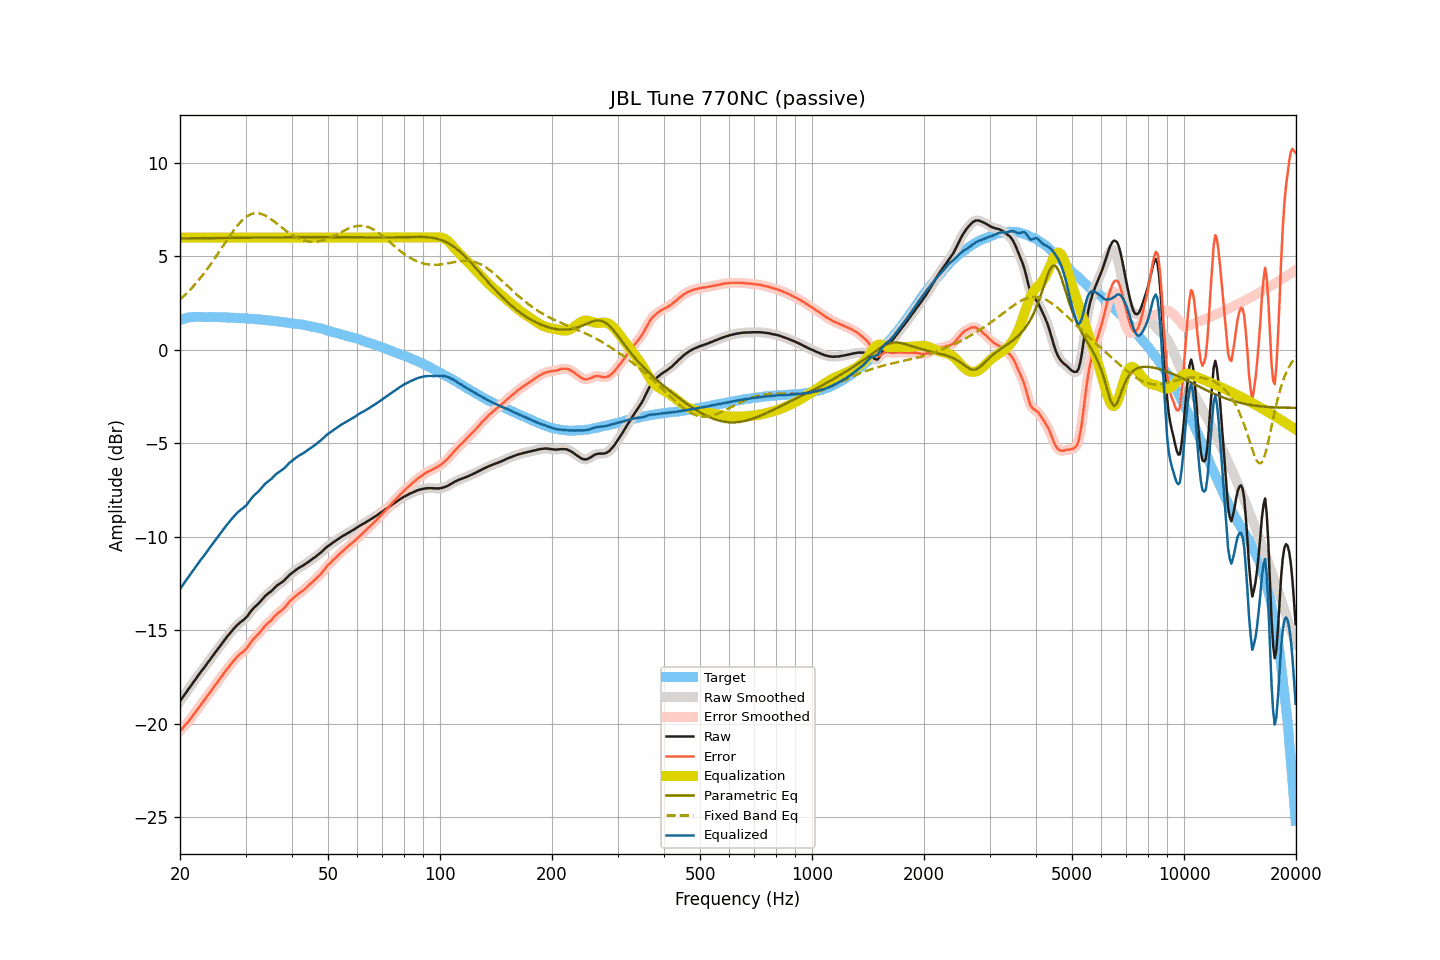 JBL Tune 770NC (passive)
10
5
0
−5
−10
−15
−20
−25
Amplitude (dBr)
Target
Raw Smoothed
Error Smoothed
Raw
Error
Equalization
Parametric Eq
Fixed Band Eq
Equalized
20 50 100 200 500 1000 2000 5000 10000 20000
Frequency (Hz)